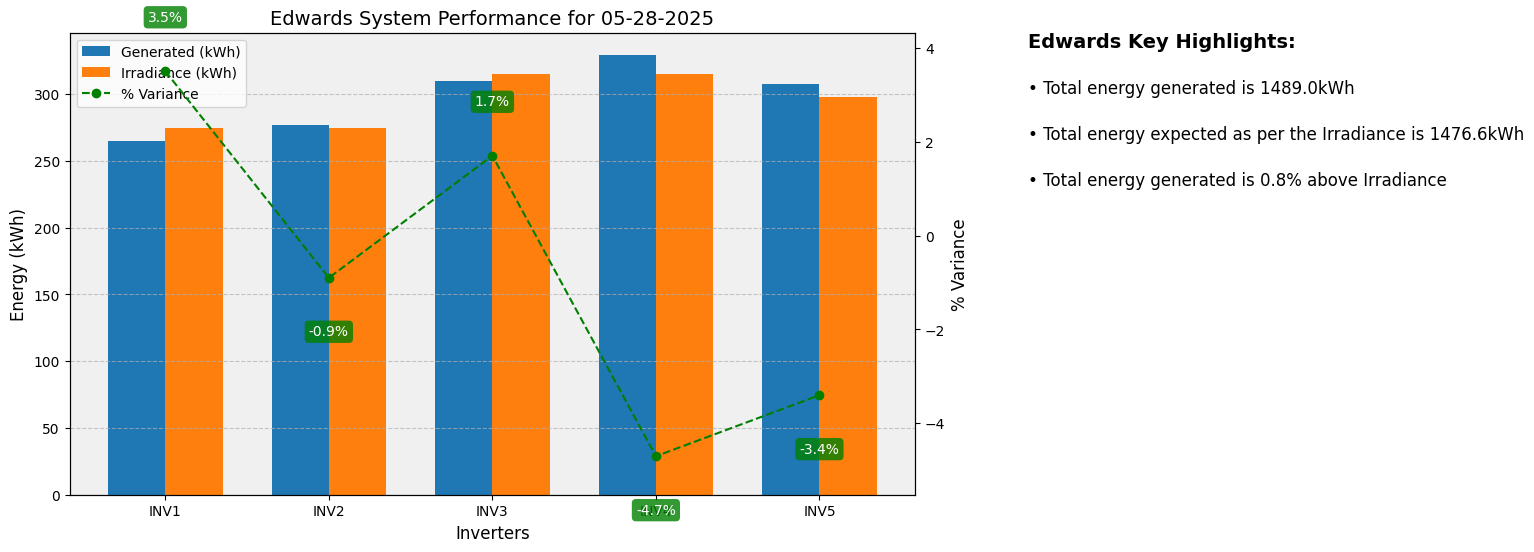 3.5%
Edwards System Performance for 05-28-2025
Generated (kWh)
Irradiance (kWh)
% Variance
1.7%
-0.9%
-4.7%
-3.4%
Energy (kWh)
300
250
200
150
100
50
0
4
2
0
−2
−4
% Variance
INV1
INV2
INV3
INV5
Inverters
Edwards Key Highlights:
• Total energy generated is 1489.0kWh
• Total energy expected as per the Irradiance is 1476.6kWh
• Total energy generated is 0.8% above Irradiance